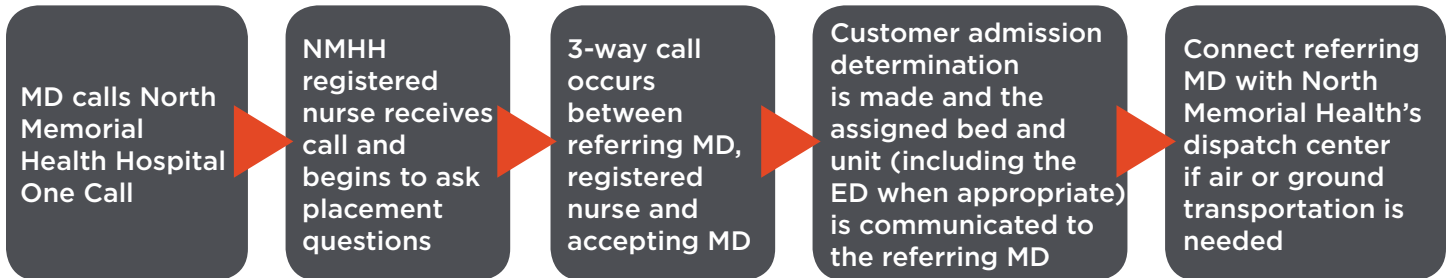 MD calls North
Memorial
Health Hospital
One Call
NMHH
registered
nurse receives
call and
begins to ask
placement
questions
3-way call
occurs
between
referring MD,
registered
nurse and
accepting MD
Customer admission
determination
is made and the
assigned bed and
unit (including the
ED when appropriate)
is communicated to
the referring MD
Connect referring
MD with North
Memorial Health’s
dispatch center
if air or ground
transportation is
needed